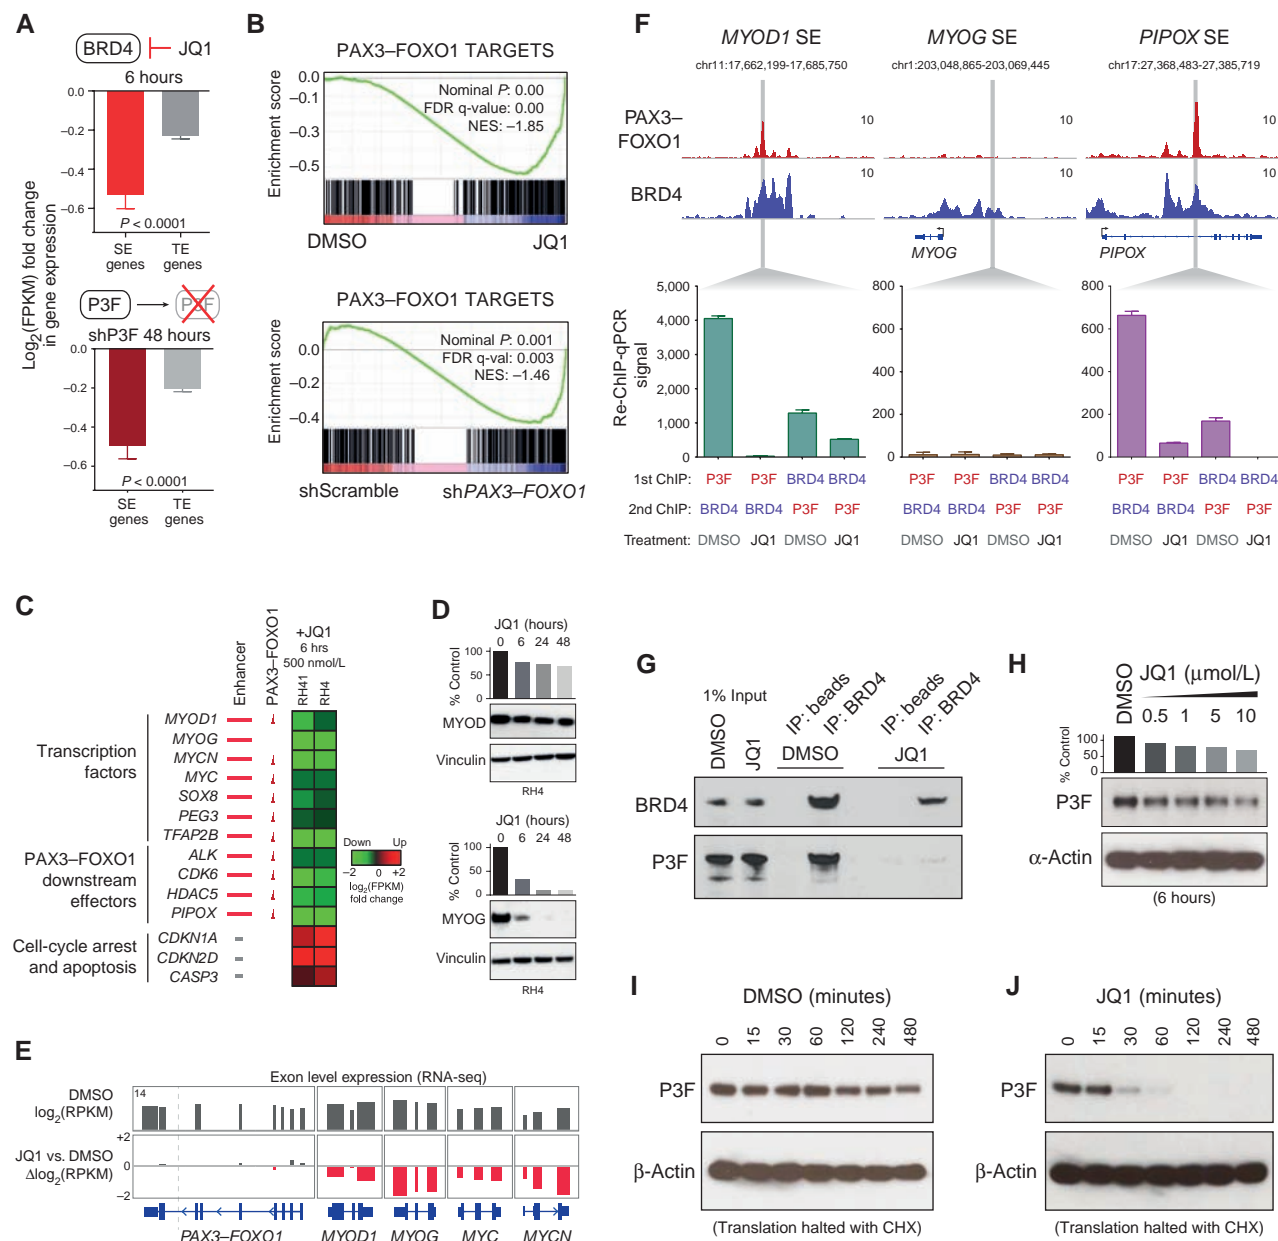 A
BRD4
JQ1
6 hours
0.0
–0.2
–0.4
–0.6
P < 0.0001
SE genes
TE genes
P3F
P3F
shP3F 48 hours
0.0
–0.2
–0.4
–0.6
P < 0.0001
SE genes
TE genes
Log2(FPKM) fold change in gene expression
B
PAX3–FOXO1 TARGETS
Enrichment score
0.0
–0.1
–0.3
–0.5
Nominal P: 0.00
FDR q-value: 0.00
NES: –1.85
DMSO
JQ1
PAX3–FOXO1 TARGETS
Enrichment score
0.0
–0.2
–0.4
Nominal P: 0.001
FDR q-val: 0.003
NES: –1.46
shScramble
shPAX3–FOXO1
F
MYOD1 SE
MYOG SE
PIPOX SE
chr11:17,662,199-17,685,750
chr1:203,048,865-203,069,445
chr17:27,368,483-27,385,719
PAX3–FOXO1
10
10
10
BRD4
10
10
10
MYOG
PIPOX
Re-ChIP-qPCR signal
5,000
4,000
3,000
2,000
1,000
0
800
600
400
200
0
800
600
400
200
0
1st ChIP: P3F P3F BRD4 BRD4 P3F P3F BRD4 BRD4 P3F P3F BRD4 BRD4
2nd ChIP: BRD4 BRD4 P3F P3F BRD4 BRD4 P3F P3F BRD4 BRD4 P3F P3F
Treatment: DMSO JQ1 DMSO JQ1 DMSO JQ1 DMSO JQ1 DMSO JQ1 DMSO JQ1
C
Enhancer
PAX3–FOXO1
+JQ1
6 hrs
500 nmol/L
RH41
RH4
Transcription factors
MYOD1
MYOG
MYCN
MYC
SOX8
PEG3
TFAP2B
PAX3–FOXO1 downstream effectors
ALK
CDK6
HDAC5
PIPOX
Cell-cycle arrest and apoptosis
CDKN1A
CDKN2D
CASP3
Down Up
–2 0 +2
log2(FPKM)
fold change
D
JQ1 (hours)
0 6 24 48
% Control
100
50
0
MYOD
Vinculin
RH4
JQ1 (hours)
0 6 24 48
% Control
100
50
0
MYOG
Vinculin
RH4
G
1% Input
DMSO
JQ1
IP: beads
IP: BRD4
DMSO
IP: beads
IP: BRD4
JQ1
BRD4
P3F
H
DMSO
JQ1 (μmol/L)
0.5 1 5 10
% Control
100
50
0
P3F
α-Actin
(6 hours)
E
Exon level expression (RNA-seq)
DMSO
log2(RPKM)
14
JQ1 vs. DMSO
Δlog2(RPKM)
+2
0
–2
PAX3–FOXO1
MYOD1
MYOG
MYC
MYCN
I
DMSO (minutes)
0 15 30 60 120 240 480
P3F
β-Actin
(Translation halted with CHX)
J
JQ1 (minutes)
0 15 30 60 120 240 480
P3F
β-Actin
(Translation halted with CHX)